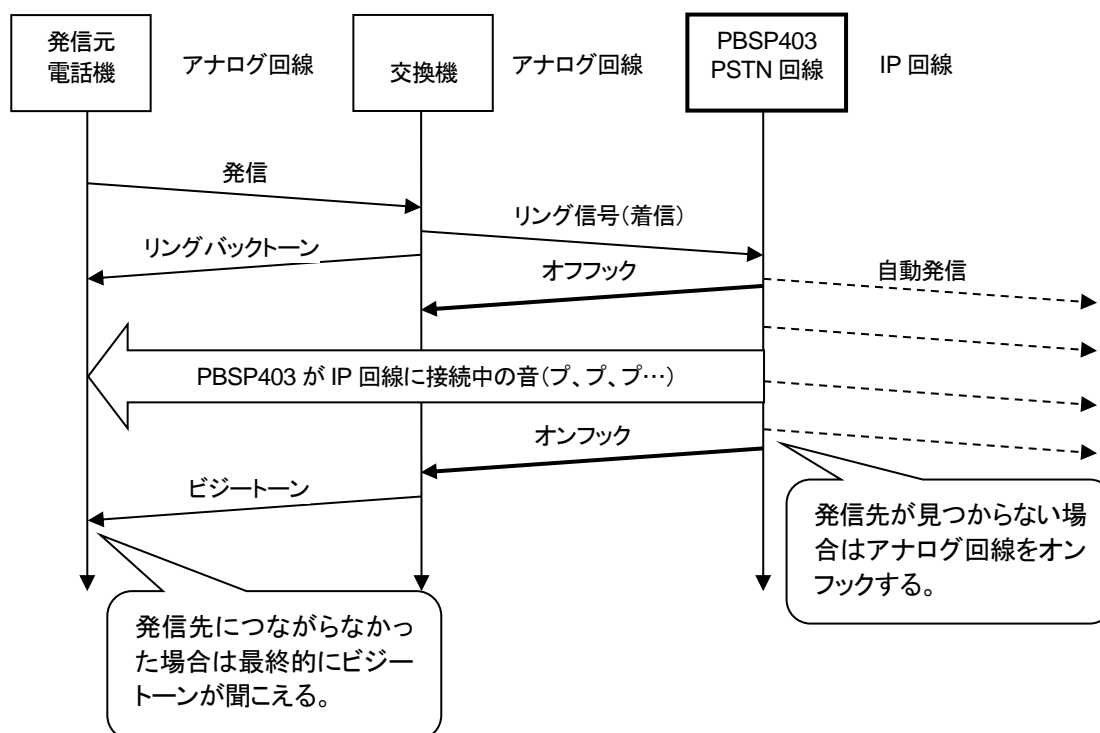 発信元
電話機
アナログ回線
交換機
アナログ回線
PBSP403
PSTN 回線
IP 回線
発信
リング信号(着信)
リングバックトーン
オフフック
自動発信
PBSP403 が IP 回線に接続中の音(プ、プ、プ…)
オンフック
ビジートーン
発信先が見つからない場
合はアナログ回線をオン
フックする。
発信先につながらなかっ
た場合は最終的にビジー
トーンが聞こえる。